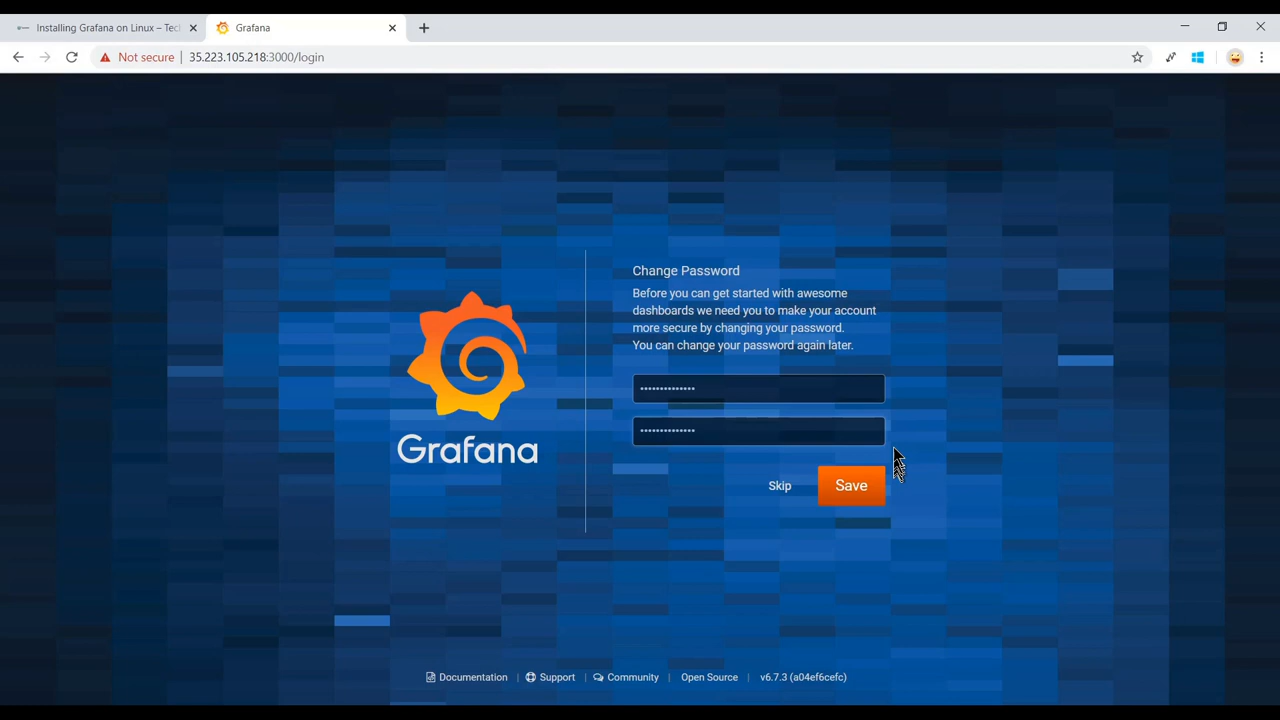 Installing Grafana on Linux – Tec
Grafana
Not secure
35.223.105.218:3000/login
Change Password
Before you can get started with awesome
dashboards we need you to make your account
more secure by changing your password.
You can change your password again later.
••••••••••••••
••••••••••••••
Grafana
Skip
Save
Documentation | Support | Community | Open Source | v6.7.3 (a04ef6cefc)